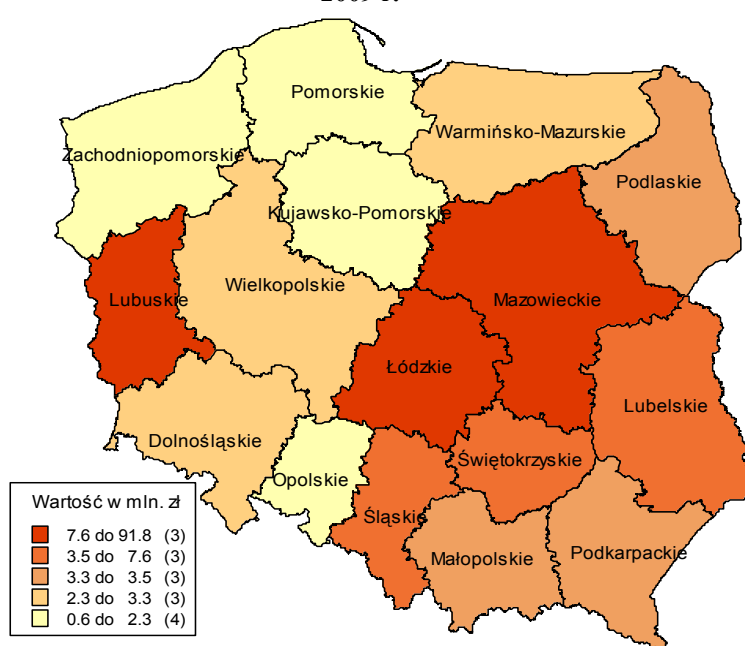 2009 r.
Pomorskie
Warmińsko-Mazurskie
Zachodniopomorskie
Podlaskie
Kujawsko-Pomorskie
Wielkopolskie
Lubuskie
Mazowieckie
Łódzkie
Lubelskie
Dolnośląskie
Świętokrzyskie
Opolskie
Śląskie
Małopolskie
Podkarpackie
Wartość w mln. zł
7.6 do 91.8 (3)
3.5 do 7.6 (3)
3.3 do 3.5 (3)
2.3 do 3.3 (3)
0.6 do 2.3 (4)